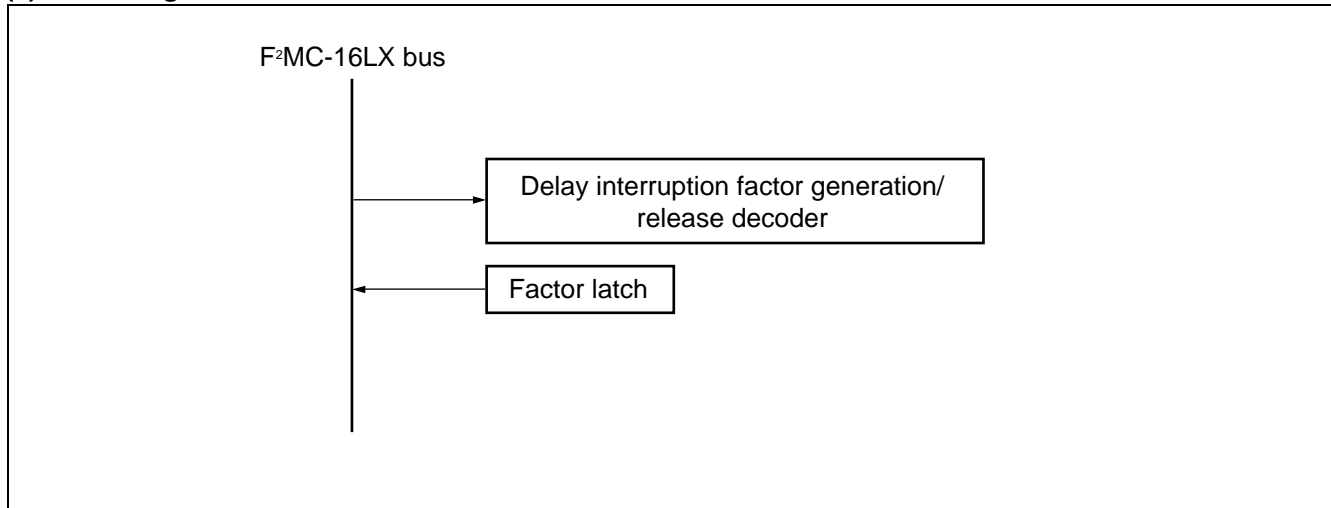 F²MC-16LX bus
Delay interruption factor generation/
release decoder
Factor latch